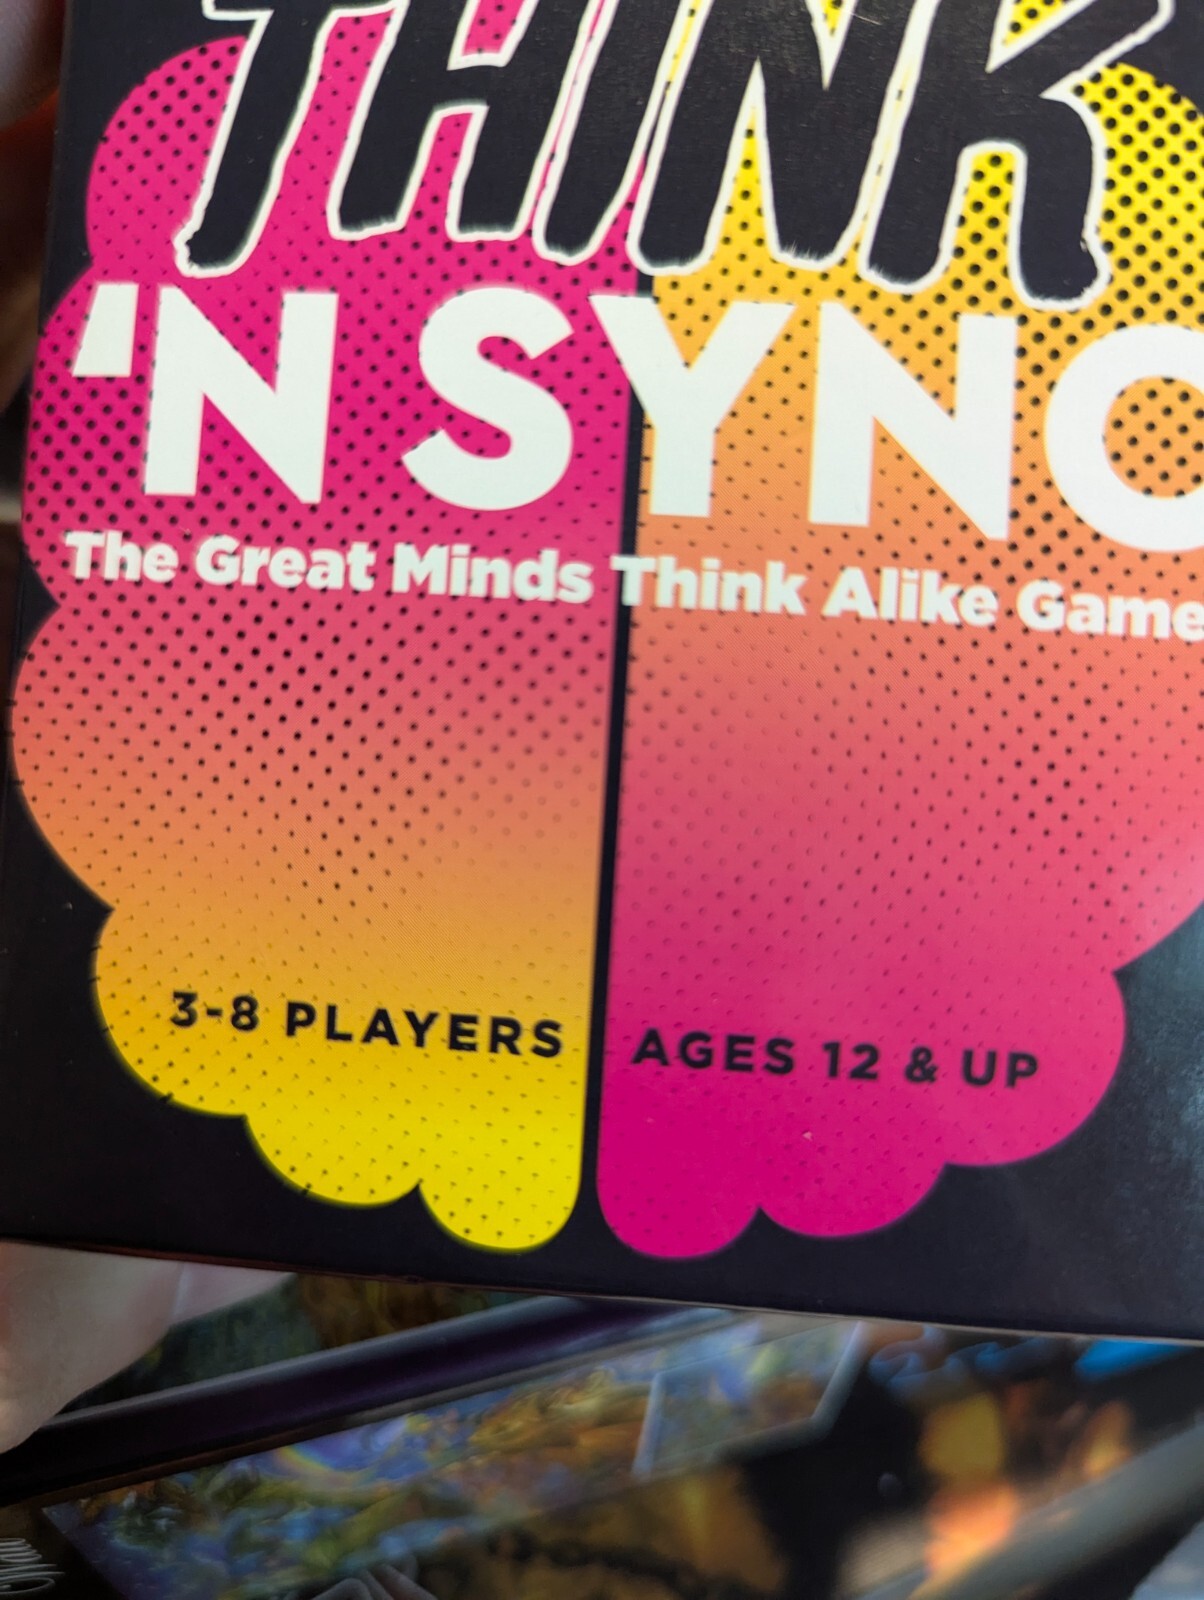 THINK
'N SYNC
The Great Minds Think Alike Game
3-8 PLAYERS
AGES 12 & UP